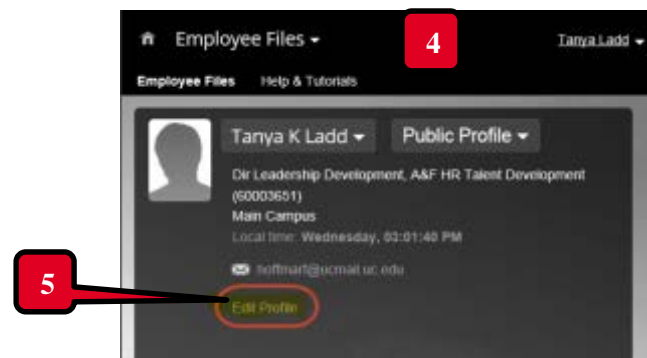 Employee Files
4
Tanya Ladd
Employee Files Help & Tutorials
Tanya K Ladd Public Profile
Dir Leadership Development, A&F HR Talent Development
(60003651)
Main Campus
Local time: Wednesday, 03:01:40 PM
hoffmarf@ucmail.uc.edu
5
Edit Profile